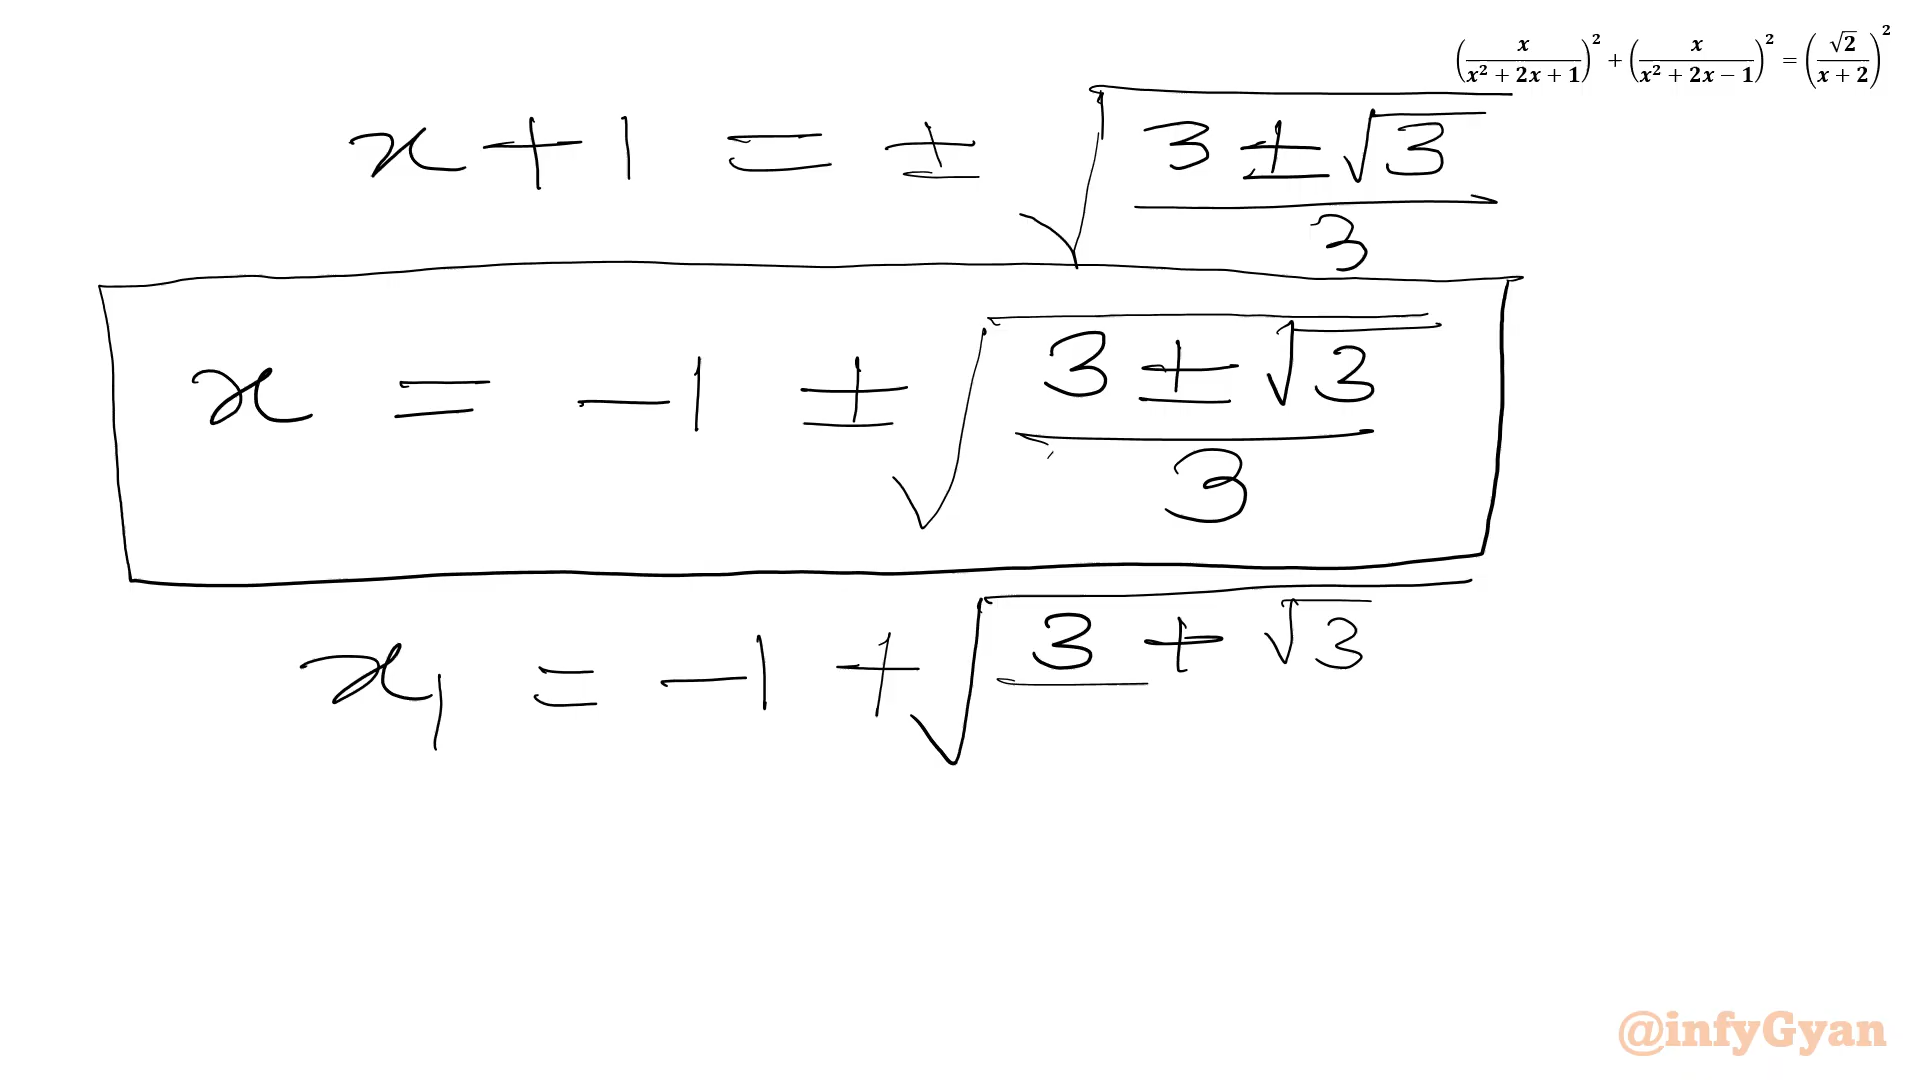 (x/(x² + 2x + 1))² + (x/(x² + 2x − 1))² = (√2/(x + 2))²
x + 1 = ± √((3 ± √3)/3)
x = −1 ± √((3 ± √3)/3)
x₁ = −1 + √(3 + √3)
@infyGyan